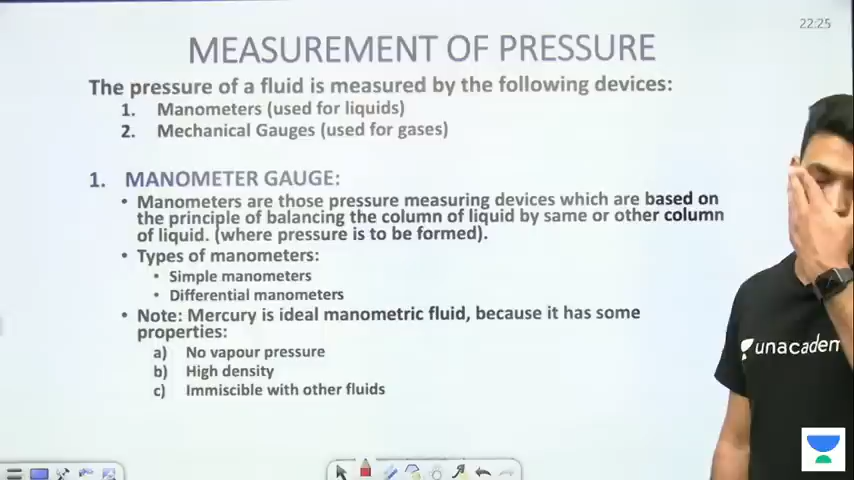 22:25
MEASUREMENT OF PRESSURE
The pressure of a fluid is measured by the following devices:
1. Manometers (used for liquids)
2. Mechanical Gauges (used for gases)
1. MANOMETER GAUGE:
• Manometers are those pressure measuring devices which are based on
the principle of balancing the column of liquid by same or other column
of liquid. (where pressure is to be formed).
• Types of manometers:
• Simple manometers
• Differential manometers
• Note: Mercury is ideal manometric fluid, because it has some
properties:
a) No vapour pressure
b) High density
c) Immiscible with other fluids
unacadem